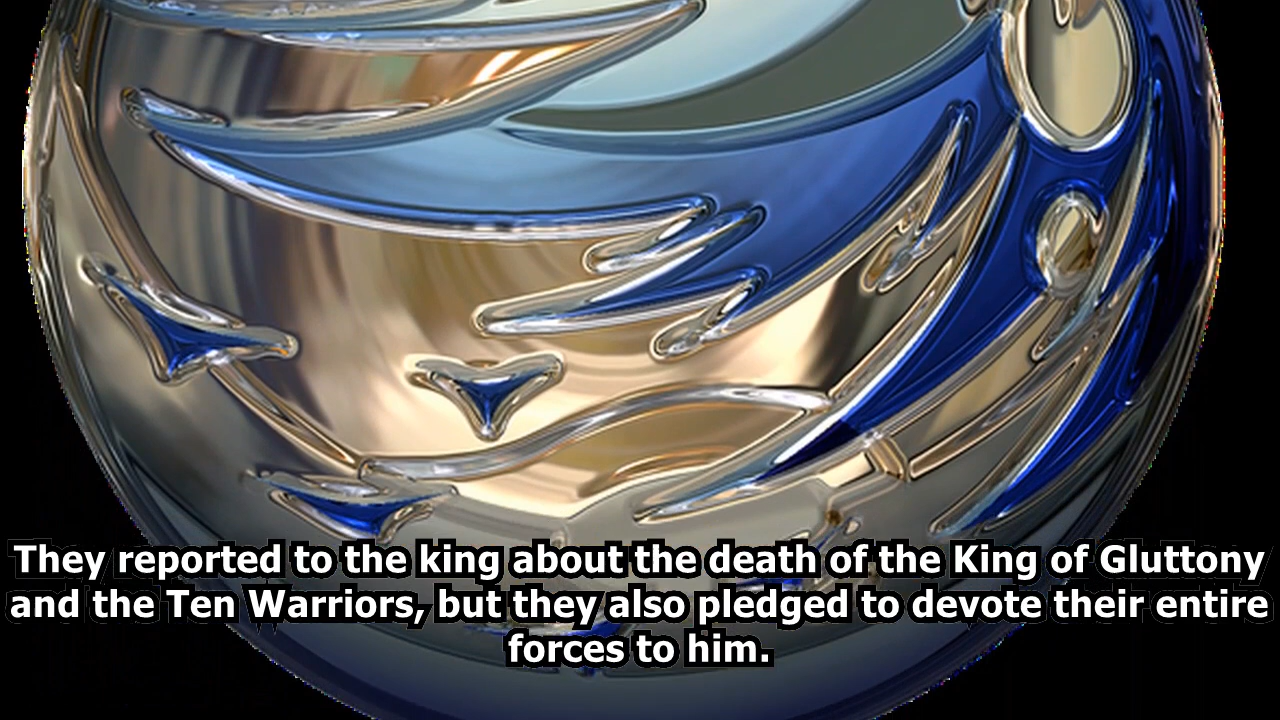 They reported to the king about the death of the King of Gluttony
and the Ten Warriors, but they also pledged to devote their entire
forces to him.